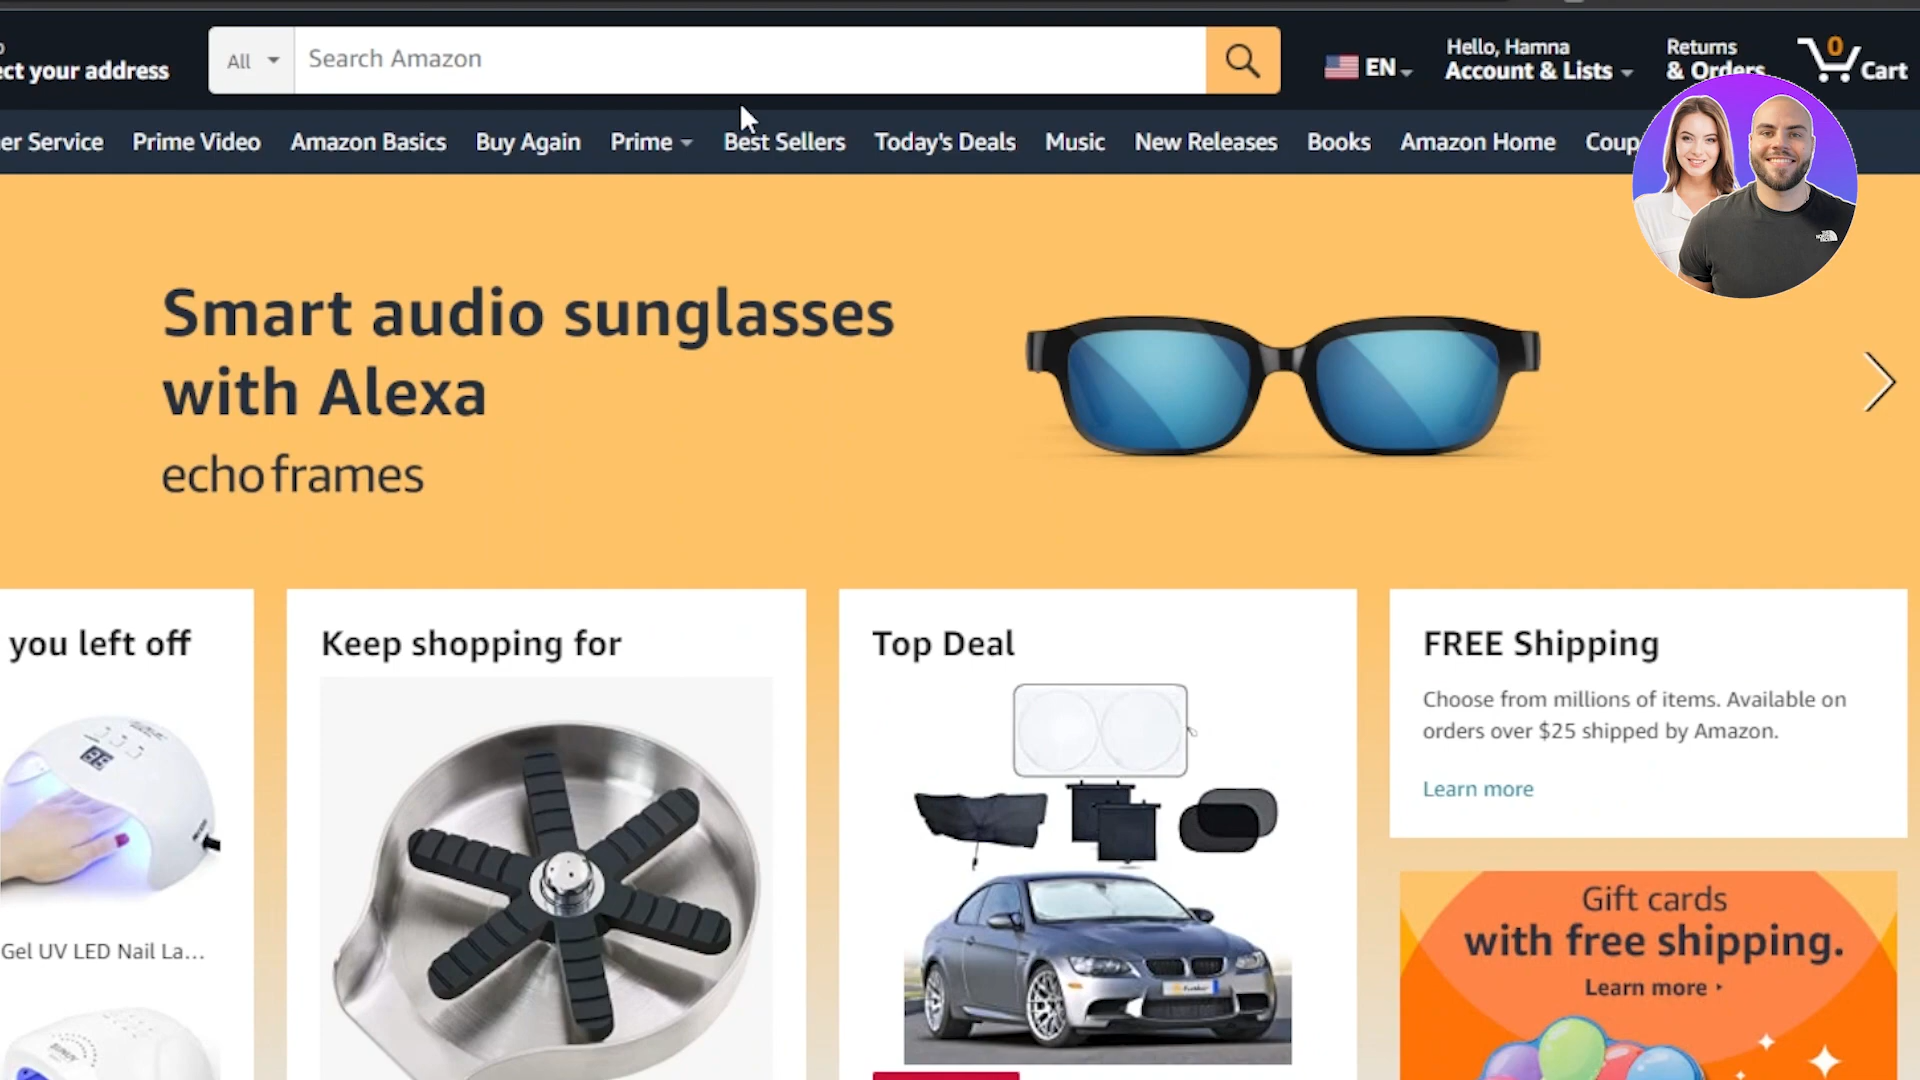 ect your address
All
Search Amazon
EN
Hello, Hamna
Account & Lists
Returns
& Orders
0
Cart
er Service
Prime Video
Amazon Basics
Buy Again
Prime
Best Sellers
Today's Deals
Music
New Releases
Books
Amazon Home
Coup
Smart audio sunglasses
with Alexa
echo frames
you left off
Gel UV LED Nail La...
Keep shopping for
Top Deal
FREE Shipping
Choose from millions of items. Available on
orders over $25 shipped by Amazon.
Learn more
Gift cards
with free shipping.
Learn more